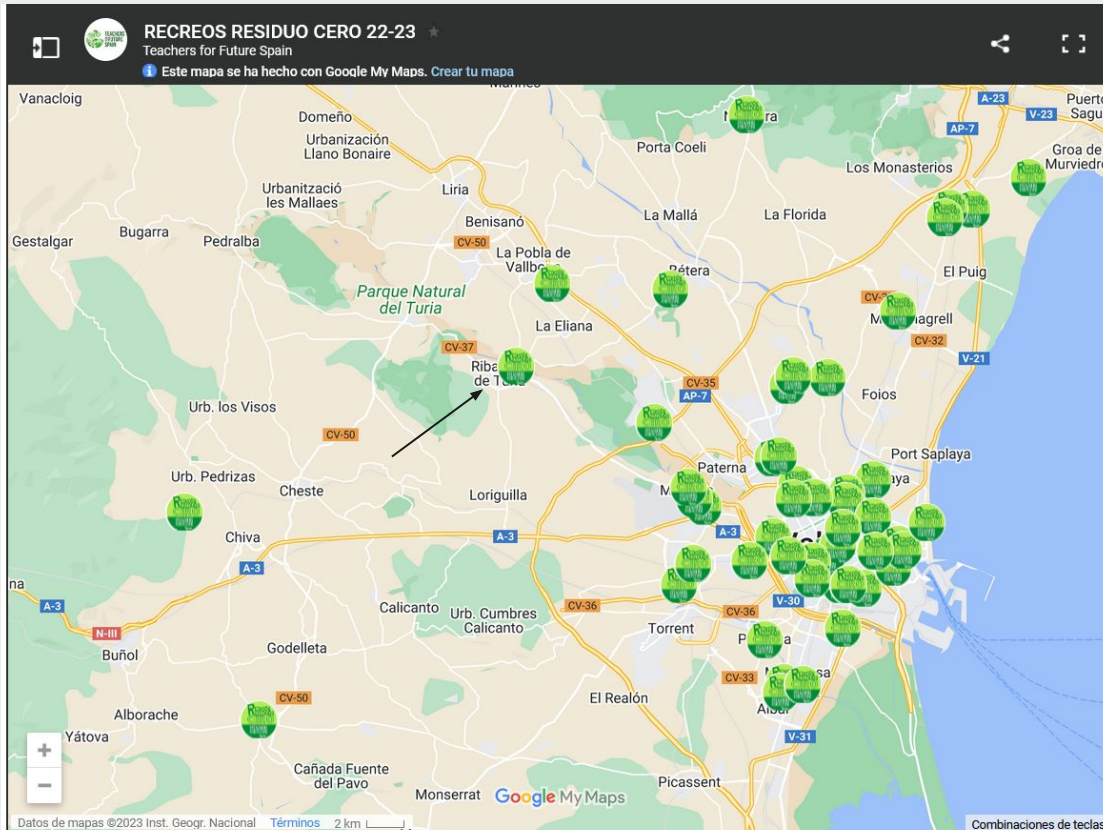 RECREOS RESIDUO CERO 22-23
Teachers for Future Spain
Este mapa se ha hecho con Google My Maps. Crear tu mapa
TEACHERS
FUTURE
SPAIN
Vanacloig
Domeño
Urbanización
Llano Bonaire
Porta Coeli
A-23
V-23
AP-7
Los Monasterios
Groa de
Murviedro
Urbanització
les Mallaes
Liria
Benisanó
La Mallá
La Florida
Gestalgar
Bugarra
Pedralba
CV-50
La Pobla de
Bétera
El Puig
Parque Natural
del Turia
La Eliana
CV-32
CV-37
V-21
CV-35
AP-7
Foios
Urb. los Visos
CV-50
Port Saplaya
Urb. Pedrizas
Cheste
Loriguilla
Paterna
Chiva
A-3
A-3
A-3
A-3
N-III
Buñol
Calicanto
Urb. Cumbres
Calicanto
CV-36
CV-36
V-30
Torrent
Godelleta
CV-33
CV-50
El Realón
Alborache
Yátova
V-31
Cañada Fuente
del Pavo
Monserrat
Google My Maps
Picassent
Datos de mapas ©2023 Inst. Geogr. Nacional
Términos
2 km
Combinaciones de teclas